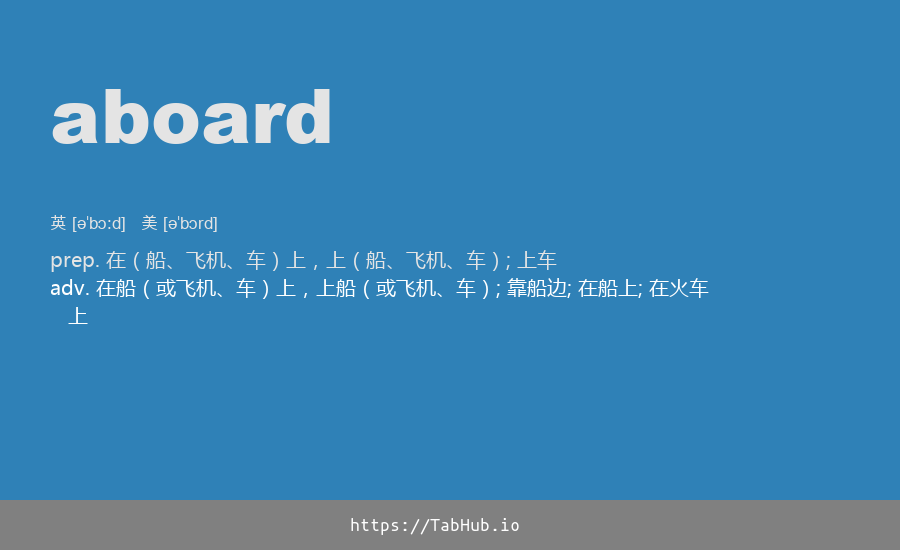 aboard
英 [ə'bɔːd] 美 [ə'bɔrd]
prep. 在（船、飞机、车）上，上（船、飞机、车）; 上车
adv. 在船（或飞机、车）上，上船（或飞机、车）; 靠船边; 在船上; 在火车
上
https://TabHub.io